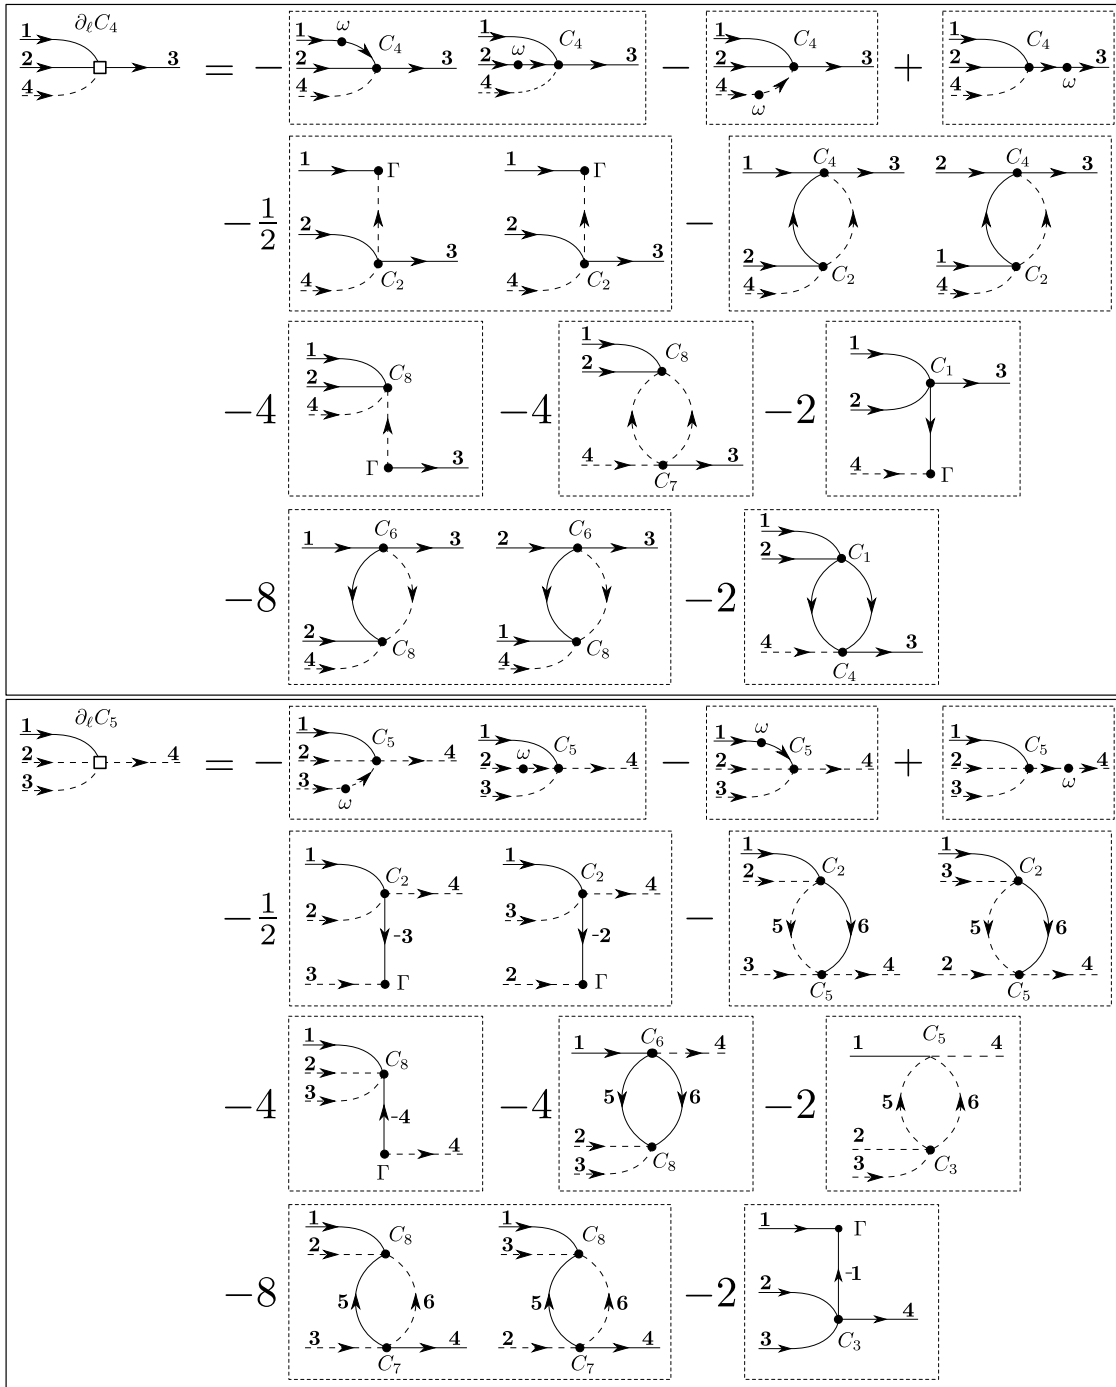 ∂ℓC4
1 2 4 3 = − 1 2 4 ω C4 3 1 2 4 ω C4 3 − 1 2 4 ω C4 3 + 1 2 4 C4 ω 3
−1/2 1 Γ 2 4 C2 3 1 Γ 2 4 C2 3 − 1 C4 3 2 4 C2 2 C4 3 1 4 C2
−4 1 2 4 C8 Γ 3 −4 1 2 C8 4 C7 3 −2 1 2 C1 3 4 Γ
−8 1 C6 3 2 4 C8 2 C6 3 1 4 C8 −2 1 2 C1 4 C4 3
∂ℓC5
1 2 3 4 = − 1 2 3 ω C5 4 1 2 3 ω C5 4 − 1 2 3 ω C5 4 + 1 2 3 C5 ω 4
−1/2 1 2 C2 4 -3 3 Γ 1 3 C2 4 -2 2 Γ − 1 2 C2 5 6 3 C5 4 1 3 C2 5 6 2 C5 4
−4 1 2 3 C8 -4 Γ 4 −4 1 C6 4 5 6 2 3 C8 −2 1 C5 4 5 6 2 3 C3
−8 1 2 C8 5 6 3 C7 4 1 3 C8 5 6 2 C7 4 −2 1 Γ -1 2 3 C3 4